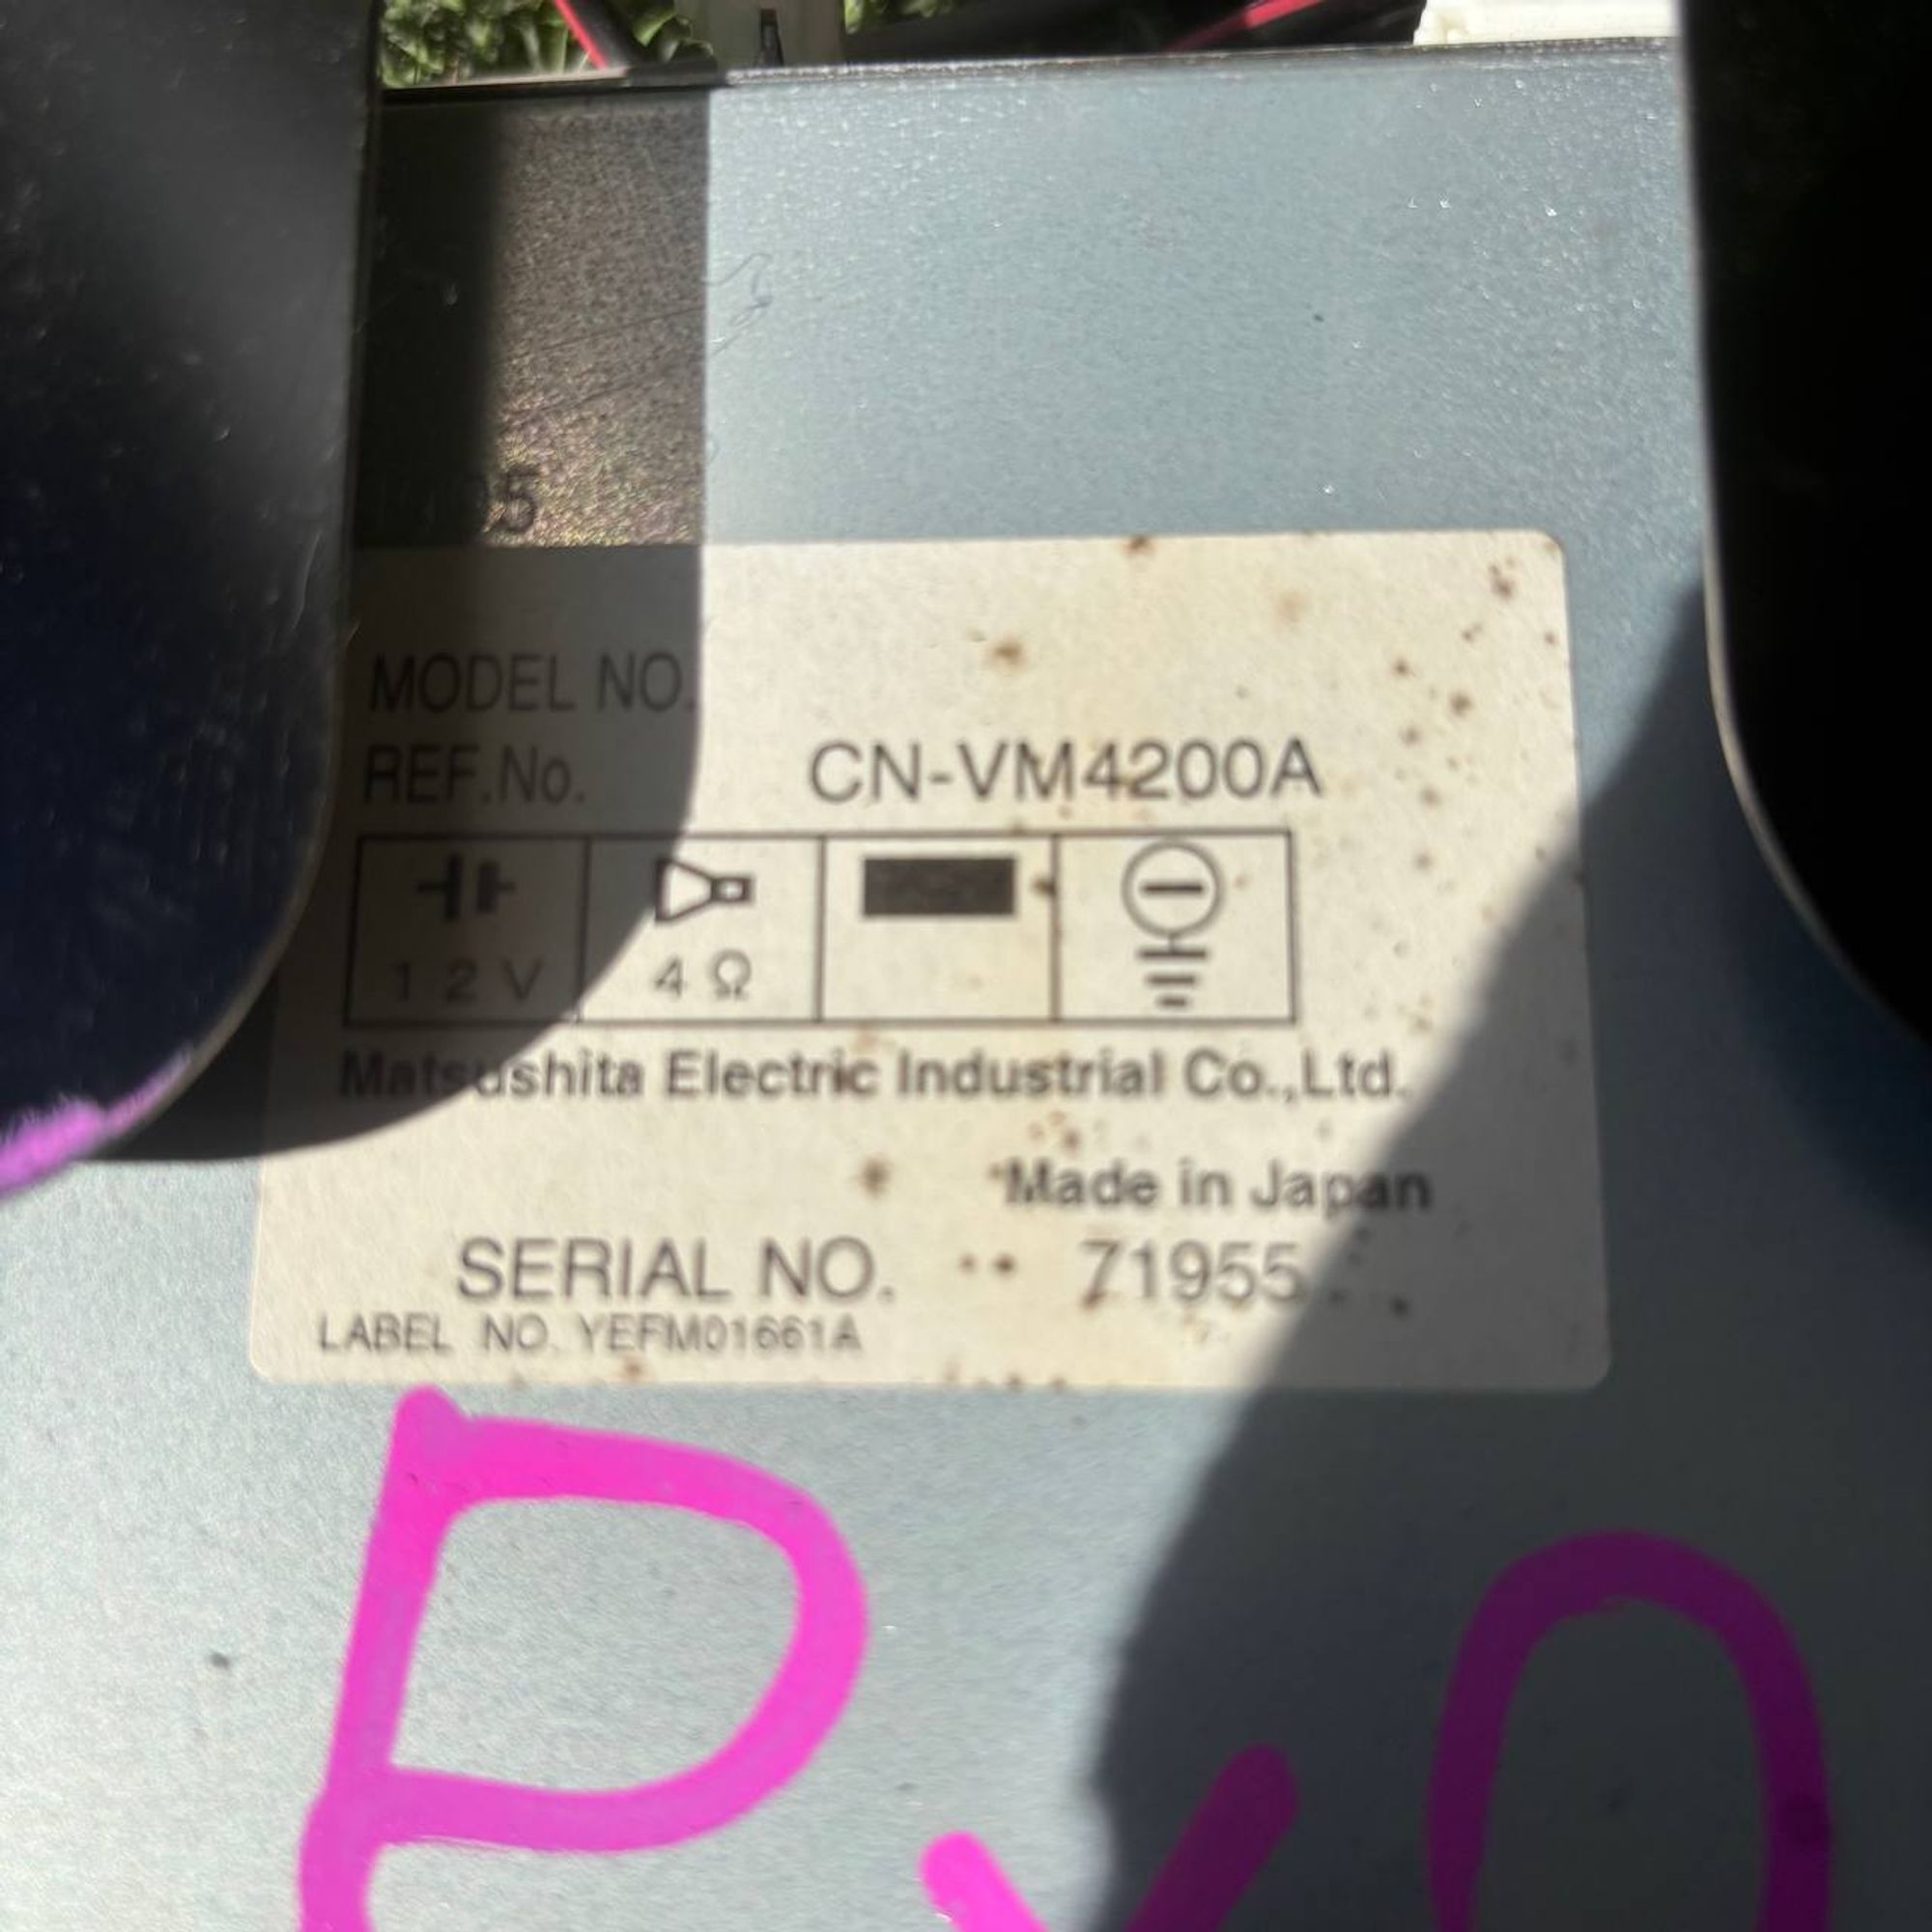 5
MODEL NO.
REF.No. CN-VM4200A
12V 4Ω
Matsushita Electric Industrial Co.,Ltd.
Made in Japan
SERIAL NO. 71955
LABEL NO. YEFM01661A